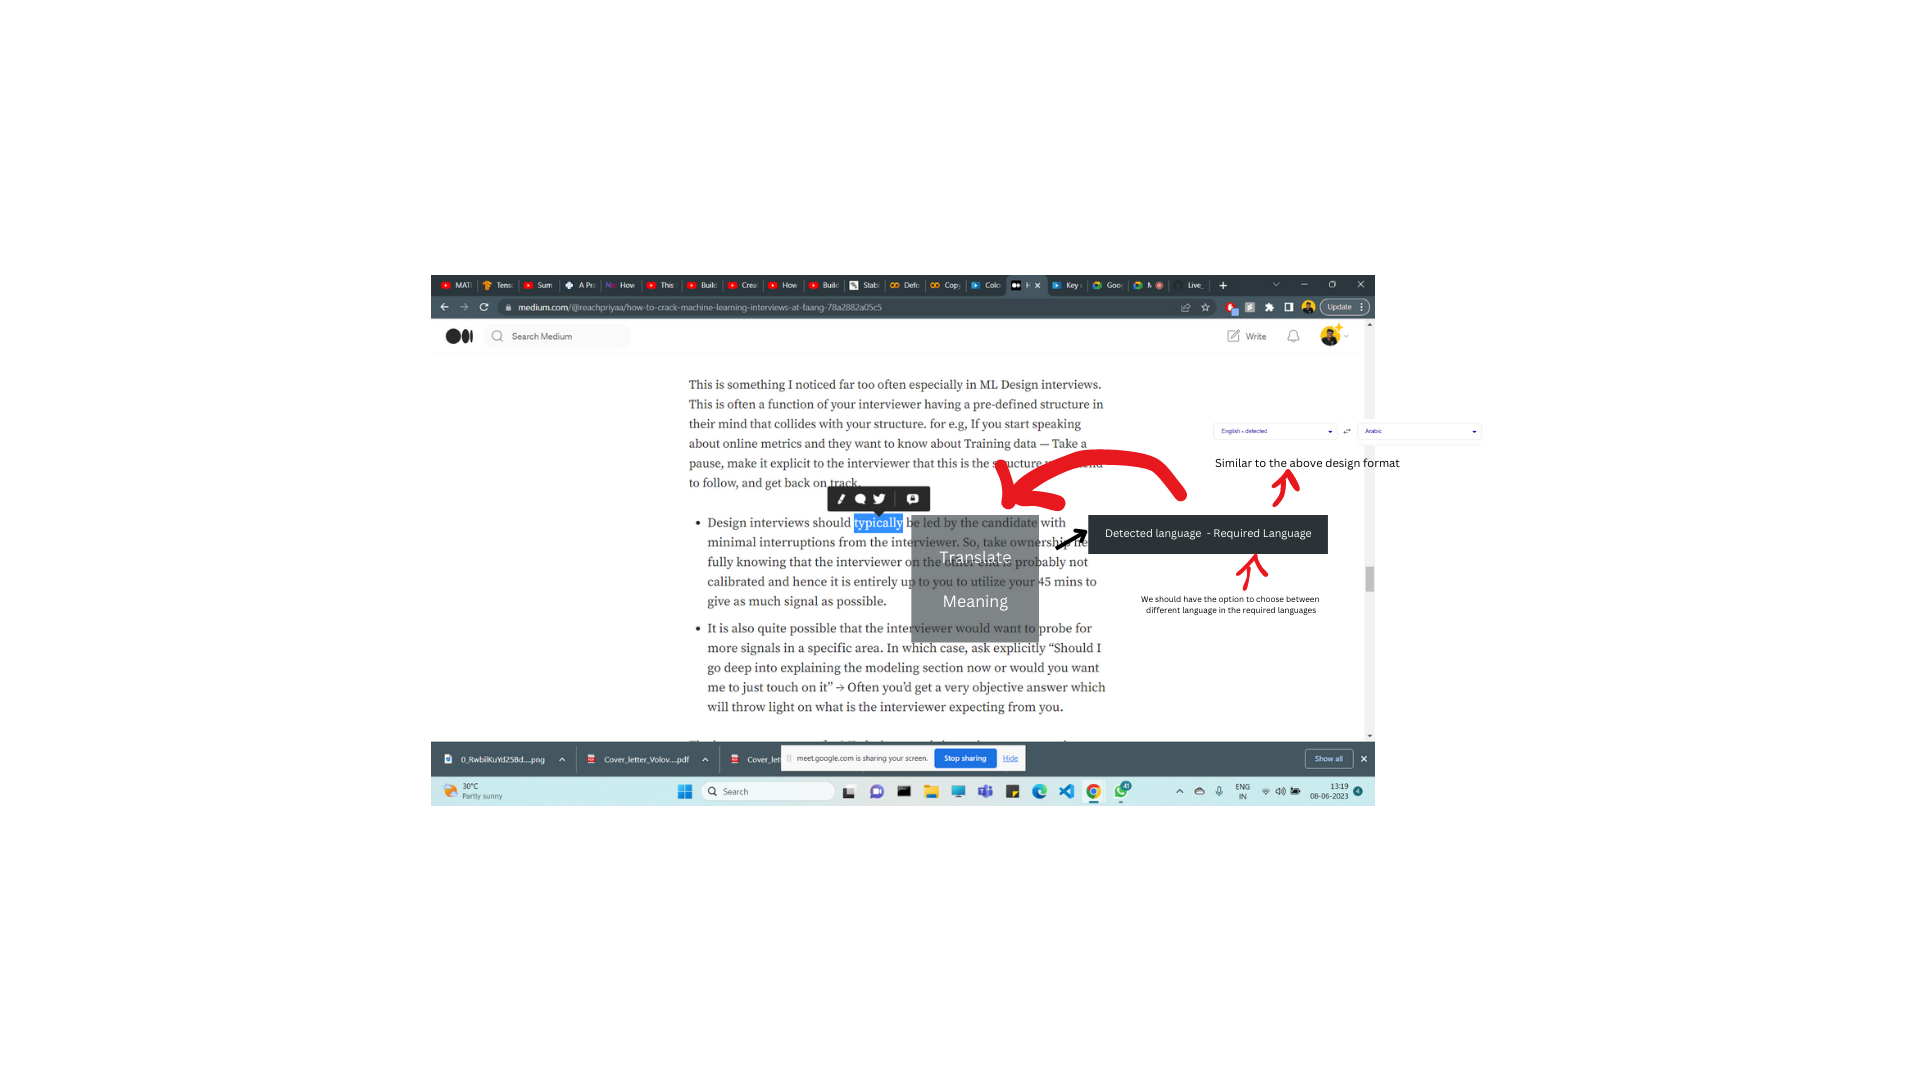 MAT
Tens
Sum
A Pr
How
This
Build
Crea
How
Build
Stabl
Defo
Copy
Colo
H
Key
Goog
M
Live_
medium.com/@reachpriyaa/how-to-crack-machine-learning-interviews-at-faang-78a2882a05c5
Update
Search Medium
Write
This is something I noticed far too often especially in ML Design interviews.
This is often a function of your interviewer having a pre-defined structure in
their mind that collides with your structure. for e.g, If you start speaking
about online metrics and they want to know about Training data — Take a
pause, make it explicit to the interviewer that this is the structure
to follow, and get back on track.
• Design interviews should typically be led by the candidate with
minimal interruptions from the interviewer. So, take ownership he
fully knowing that the interviewer on the other end is probably not
calibrated and hence it is entirely up to you to utilize your 45 mins to
give as much signal as possible.
• It is also quite possible that the interviewer would want to probe for
more signals in a specific area. In which case, ask explicitly “Should I
go deep into explaining the modeling section now or would you want
me to just touch on it” → Often you’d get a very objective answer which
will throw light on what is the interviewer expecting from you.
Translate
Meaning
English - detected
Arabic
Similar to the above design format
Detected language - Required Language
We should have the option to choose between
different language in the required languages
0_RwbilKuYd25Bd....png
Cover_letter_Volov....pdf
Cover_let
meet.google.com is sharing your screen.
Stop sharing
Hide
Show all
30°C
Partly sunny
Search
41
ENG
IN
13:19
08-06-2023
4